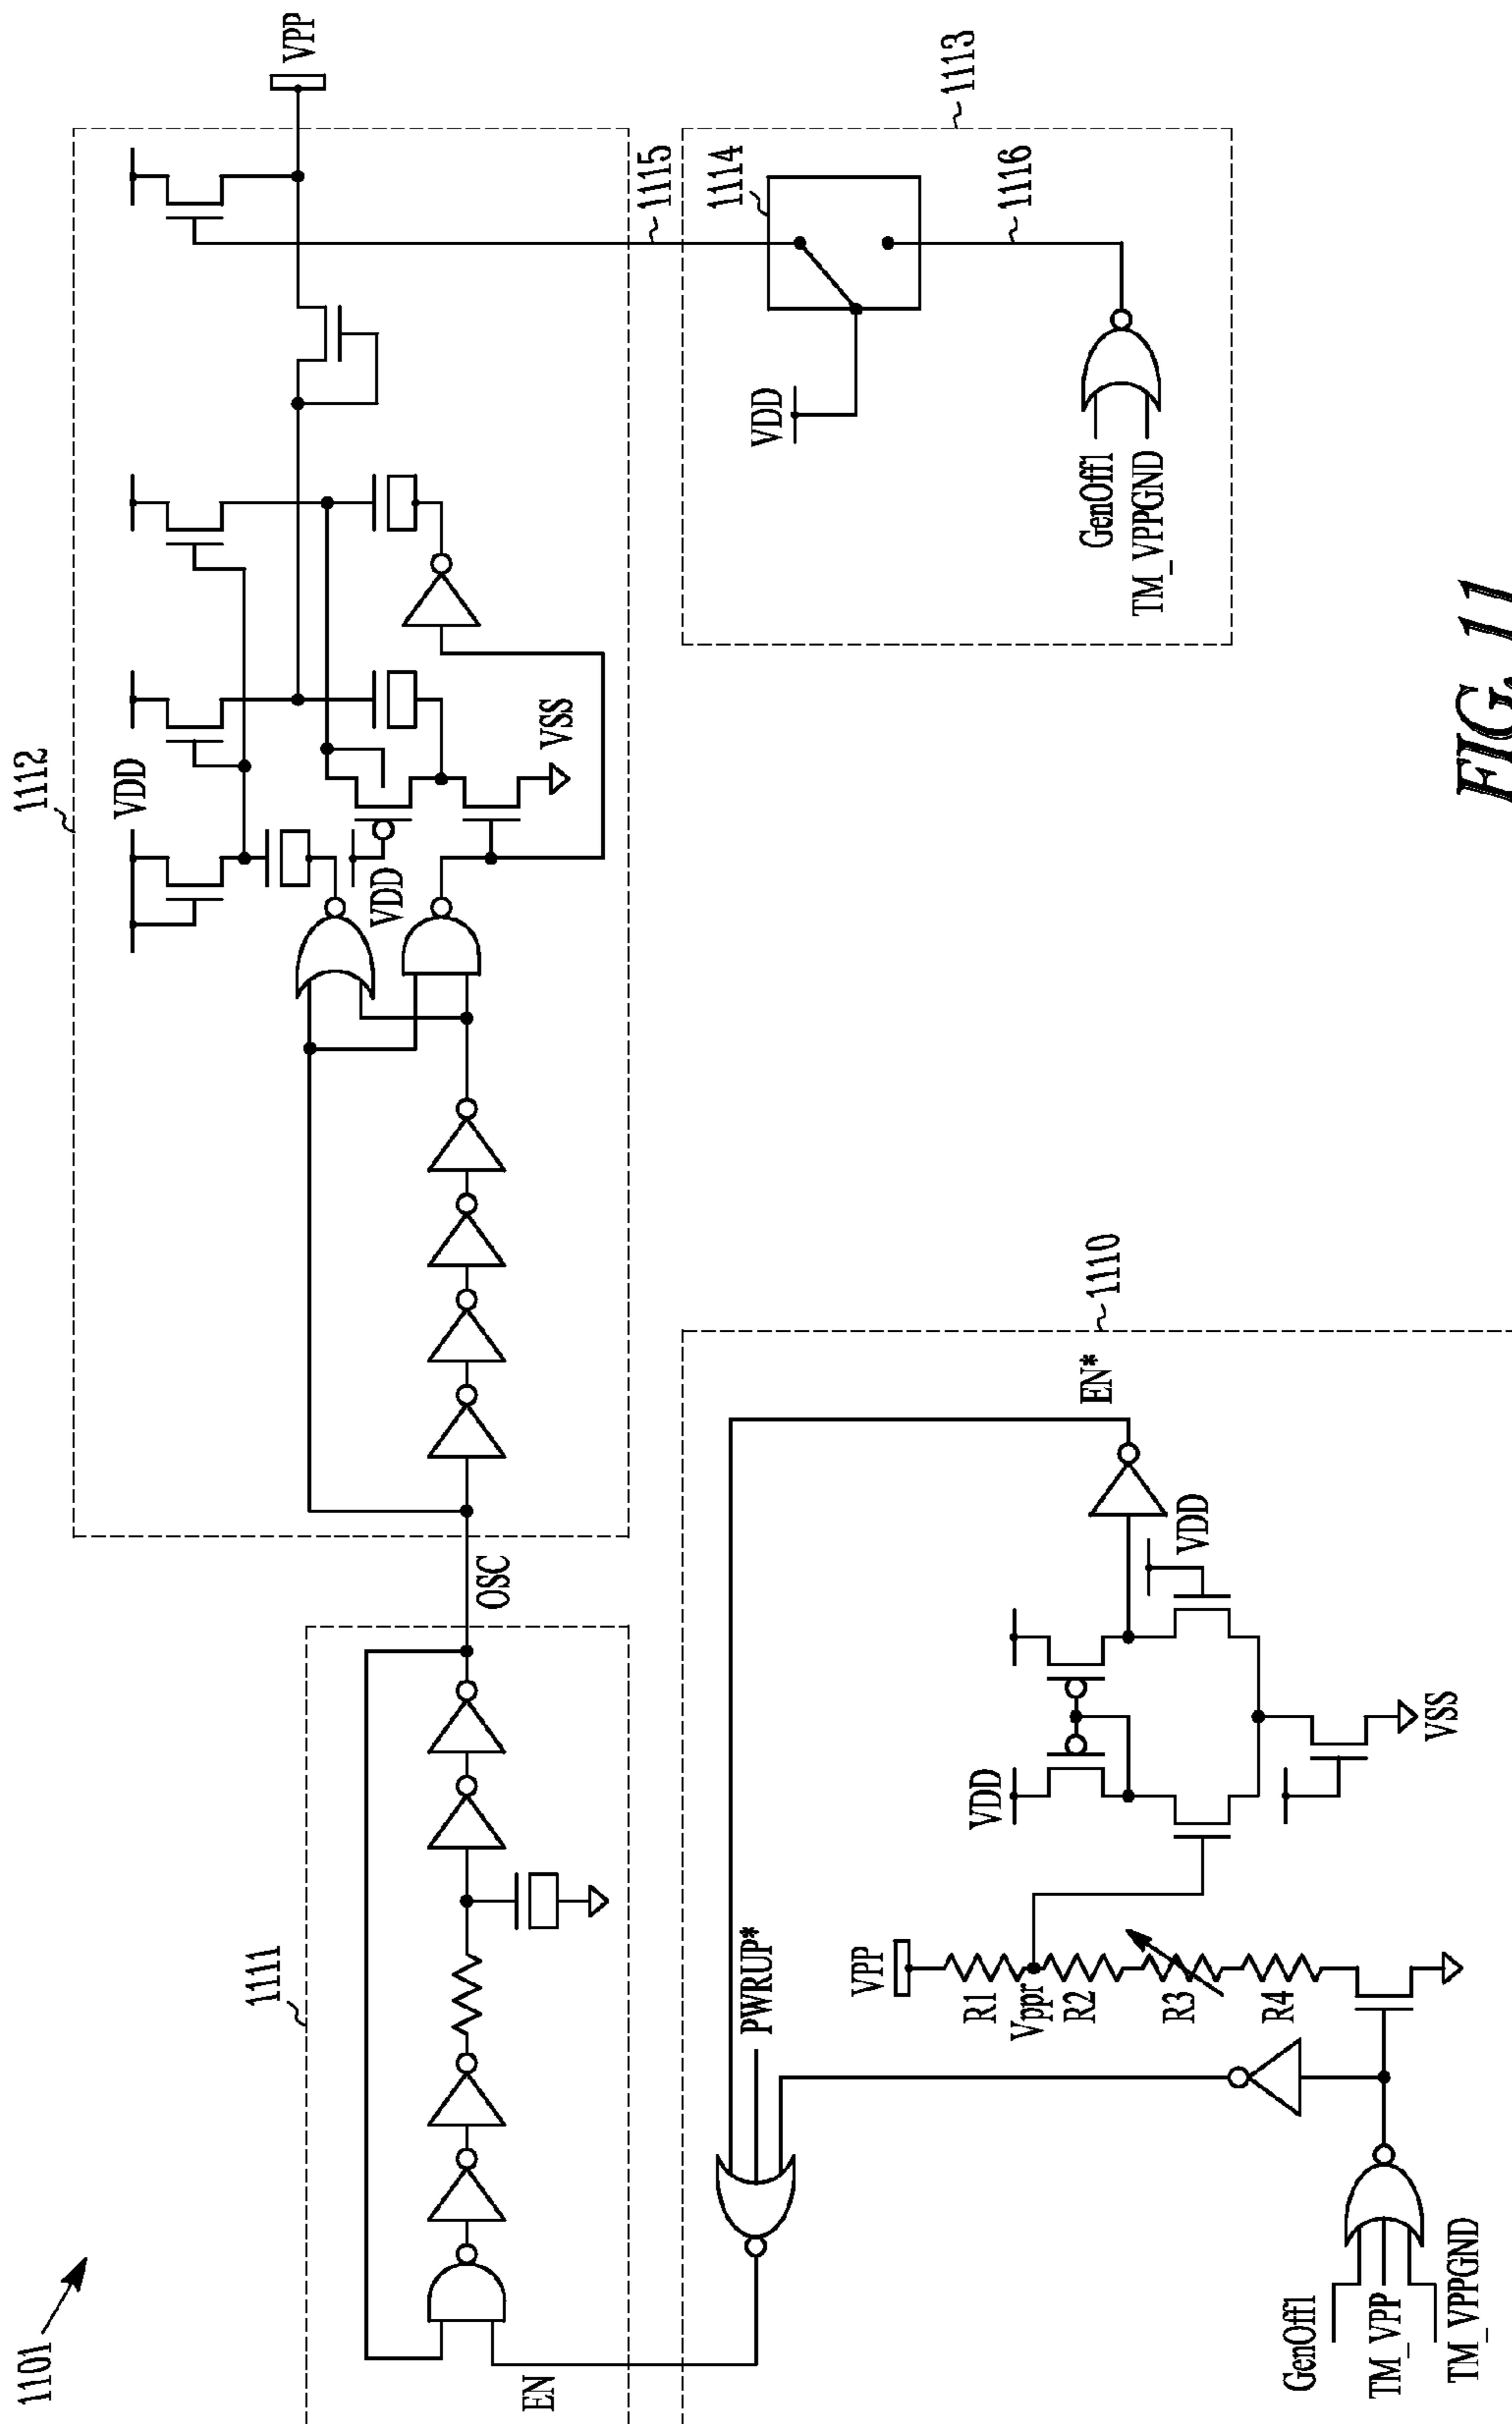 1101
1111
EN
OSC
1112
VDD
VDD
VSS
VPP
1115
1113
1114
VDD
1116
GenOff1
TM_VPPGND
1110
PWRUP*
EN*
VPP
R1
Vppr
R2
R3
R4
VDD
VDD
VSS
GenOff1
TM_VPP
TM_VPPGND
FIG. 11